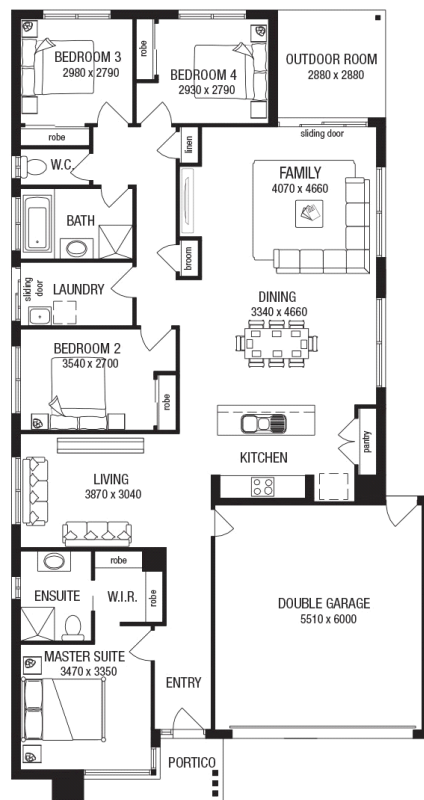 BEDROOM 3
2980 x 2790
robe
BEDROOM 4
2930 x 2790
OUTDOOR ROOM
2880 x 2880
sliding door
robe
linen
W.C.
FAMILY
4070 x 4660
BATH
broom
sliding
door
LAUNDRY
DINING
3340 x 4660
BEDROOM 2
3540 x 2700
robe
pantry
KITCHEN
LIVING
3870 x 3040
robe
ENSUITE
W.I.R.
robe
DOUBLE GARAGE
5510 x 6000
MASTER SUITE
3470 x 3350
ENTRY
PORTICO